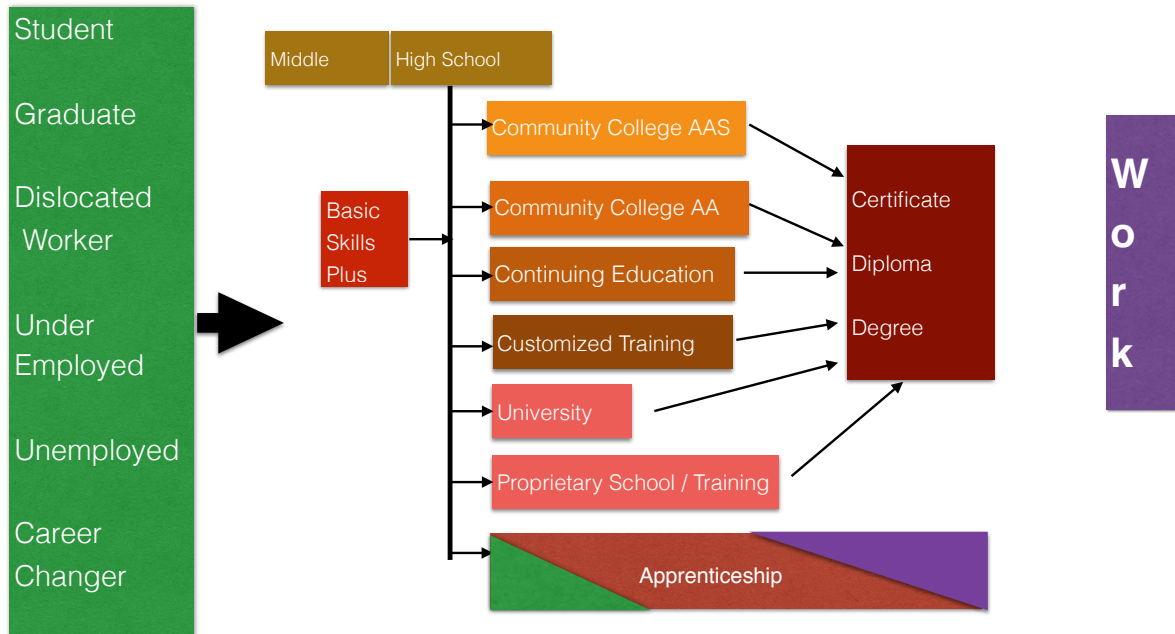 Student
Graduate
Dislocated
Worker
Under
Employed
Unemployed
Career
Changer
Middle
High School
Basic
Skills
Plus
Community College AAS
Community College AA
Continuing Education
Customized Training
University
Proprietary School / Training
Apprenticeship
Certificate
Diploma
Degree
W
o
r
k